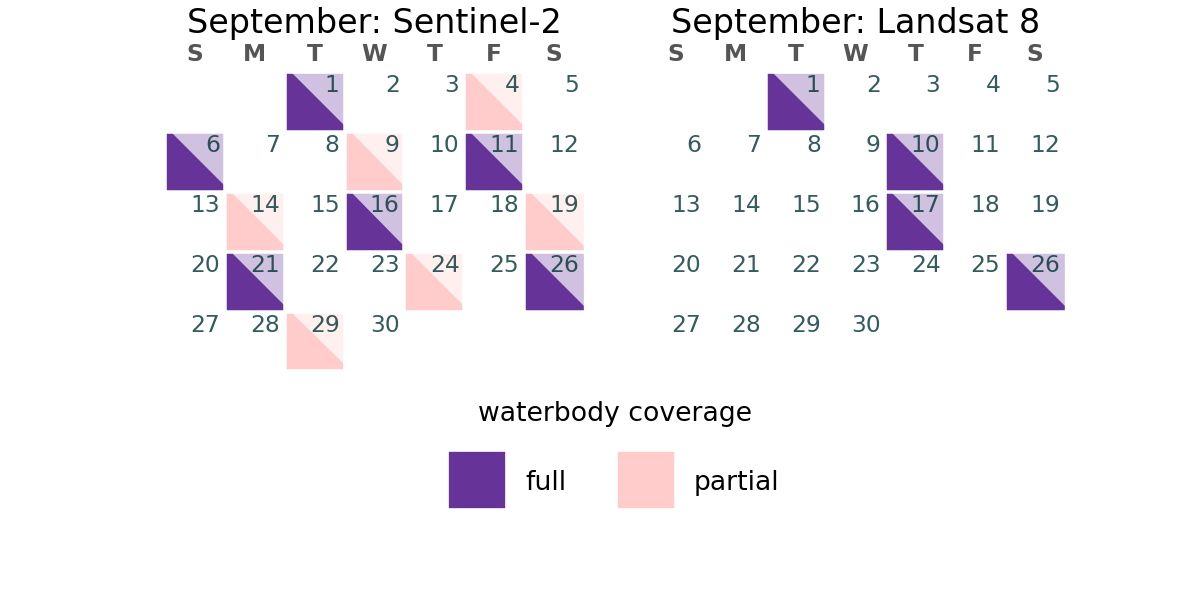 September: Sentinel-2
S M T W T F S
1 2 3 4 5
6 7 8 9 10 11 12
13 14 15 16 17 18 19
20 21 22 23 24 25 26
27 28 29 30
September: Landsat 8
S M T W T F S
1 2 3 4 5
6 7 8 9 10 11 12
13 14 15 16 17 18 19
20 21 22 23 24 25 26
27 28 29 30
waterbody coverage
full
partial